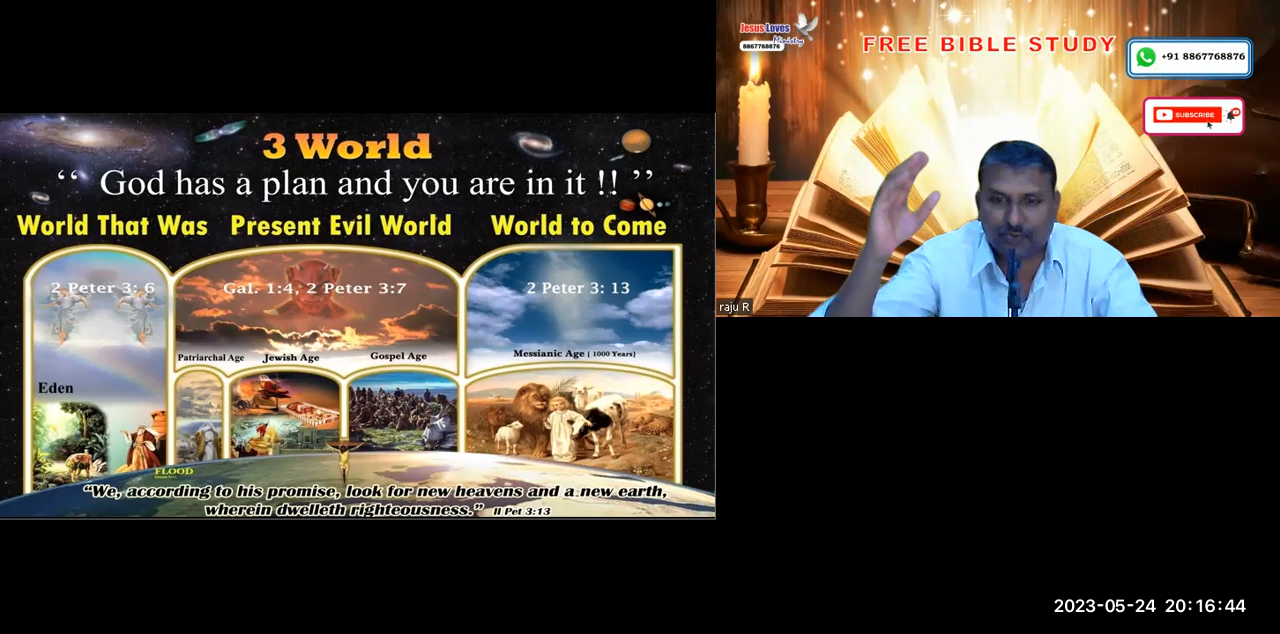 3 World
“ God has a plan and you are in it !! ”
World That Was Present Evil World World to Come
2 Peter 3: 6
Gal. 1:4, 2 Peter 3:7
2 Peter 3: 13
Patriarchal Age
Jewish Age
Gospel Age
Messianic Age ( 1000 Years)
Eden
FLOOD
“We, according to his promise, look for new heavens and a new earth,
wherein dwelleth righteousness.” II Pet 3:13
Jesus Loves
Ministry
8867768876
FREE BIBLE STUDY
+91 8867768876
SUBSCRIBE
raju R
2023-05-24 20:16:44